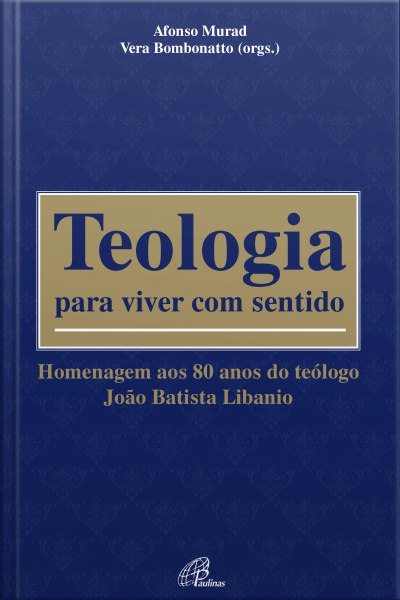 Afonso Murad
Vera Bombonatto (orgs.)
Teologia
para viver com sentido
Homenagem aos 80 anos do teólogo
João Batista Libanio
Paulinas